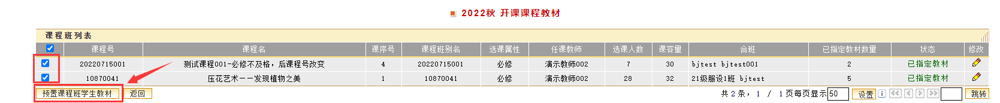 2022秋 开课课程教材
课程班列表
课程号 课程名 课序号 课程班别名 选课属性 任课教师 选课人数 课容量 合班 已指定教材数量 状态 修改
20220715001 测试课程001-必修不及格，后课程号改变 4 20220715001 必修 演示教师002 7 30 bjtest bjtest001 2 已指定教材
10870041 压花艺术－－发现植物之美 1 10870041 必修 演示教师002 28 32 21级服设1班 bjtest 5 已指定教材
预置课程班学生教材 返回 共 2 条， 1 / 1 页每页显示 50 设置 跳转